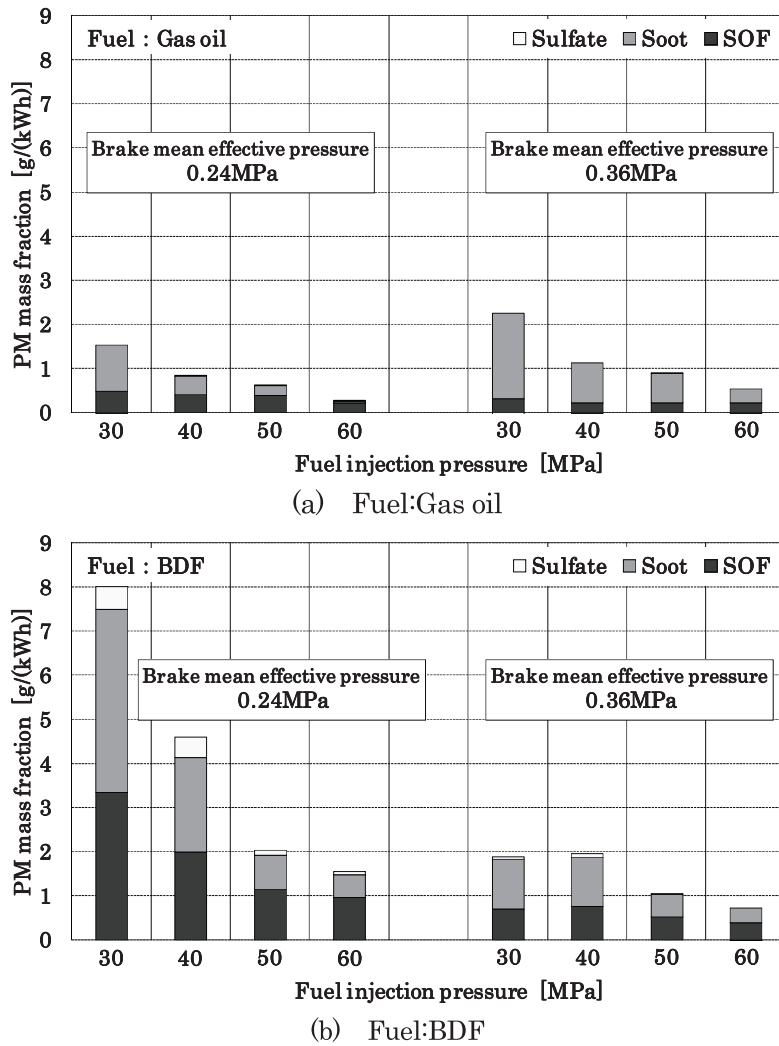 Fuel : Gas oil
Sulfate Soot SOF
PM mass fraction [g/(kWh)]
9
8
7
6
5
4
3
2
1
0
Brake mean effective pressure
0.24MPa
Brake mean effective pressure
0.36MPa
30 40 50 60 30 40 50 60
Fuel injection pressure [MPa]
(a) Fuel:Gas oil
Fuel : BDF
Sulfate Soot SOF
PM mass fraction [g/(kWh)]
9
8
7
6
5
4
3
2
1
0
Brake mean effective pressure
0.24MPa
Brake mean effective pressure
0.36MPa
30 40 50 60 30 40 50 60
Fuel injection pressure [MPa]
(b) Fuel:BDF